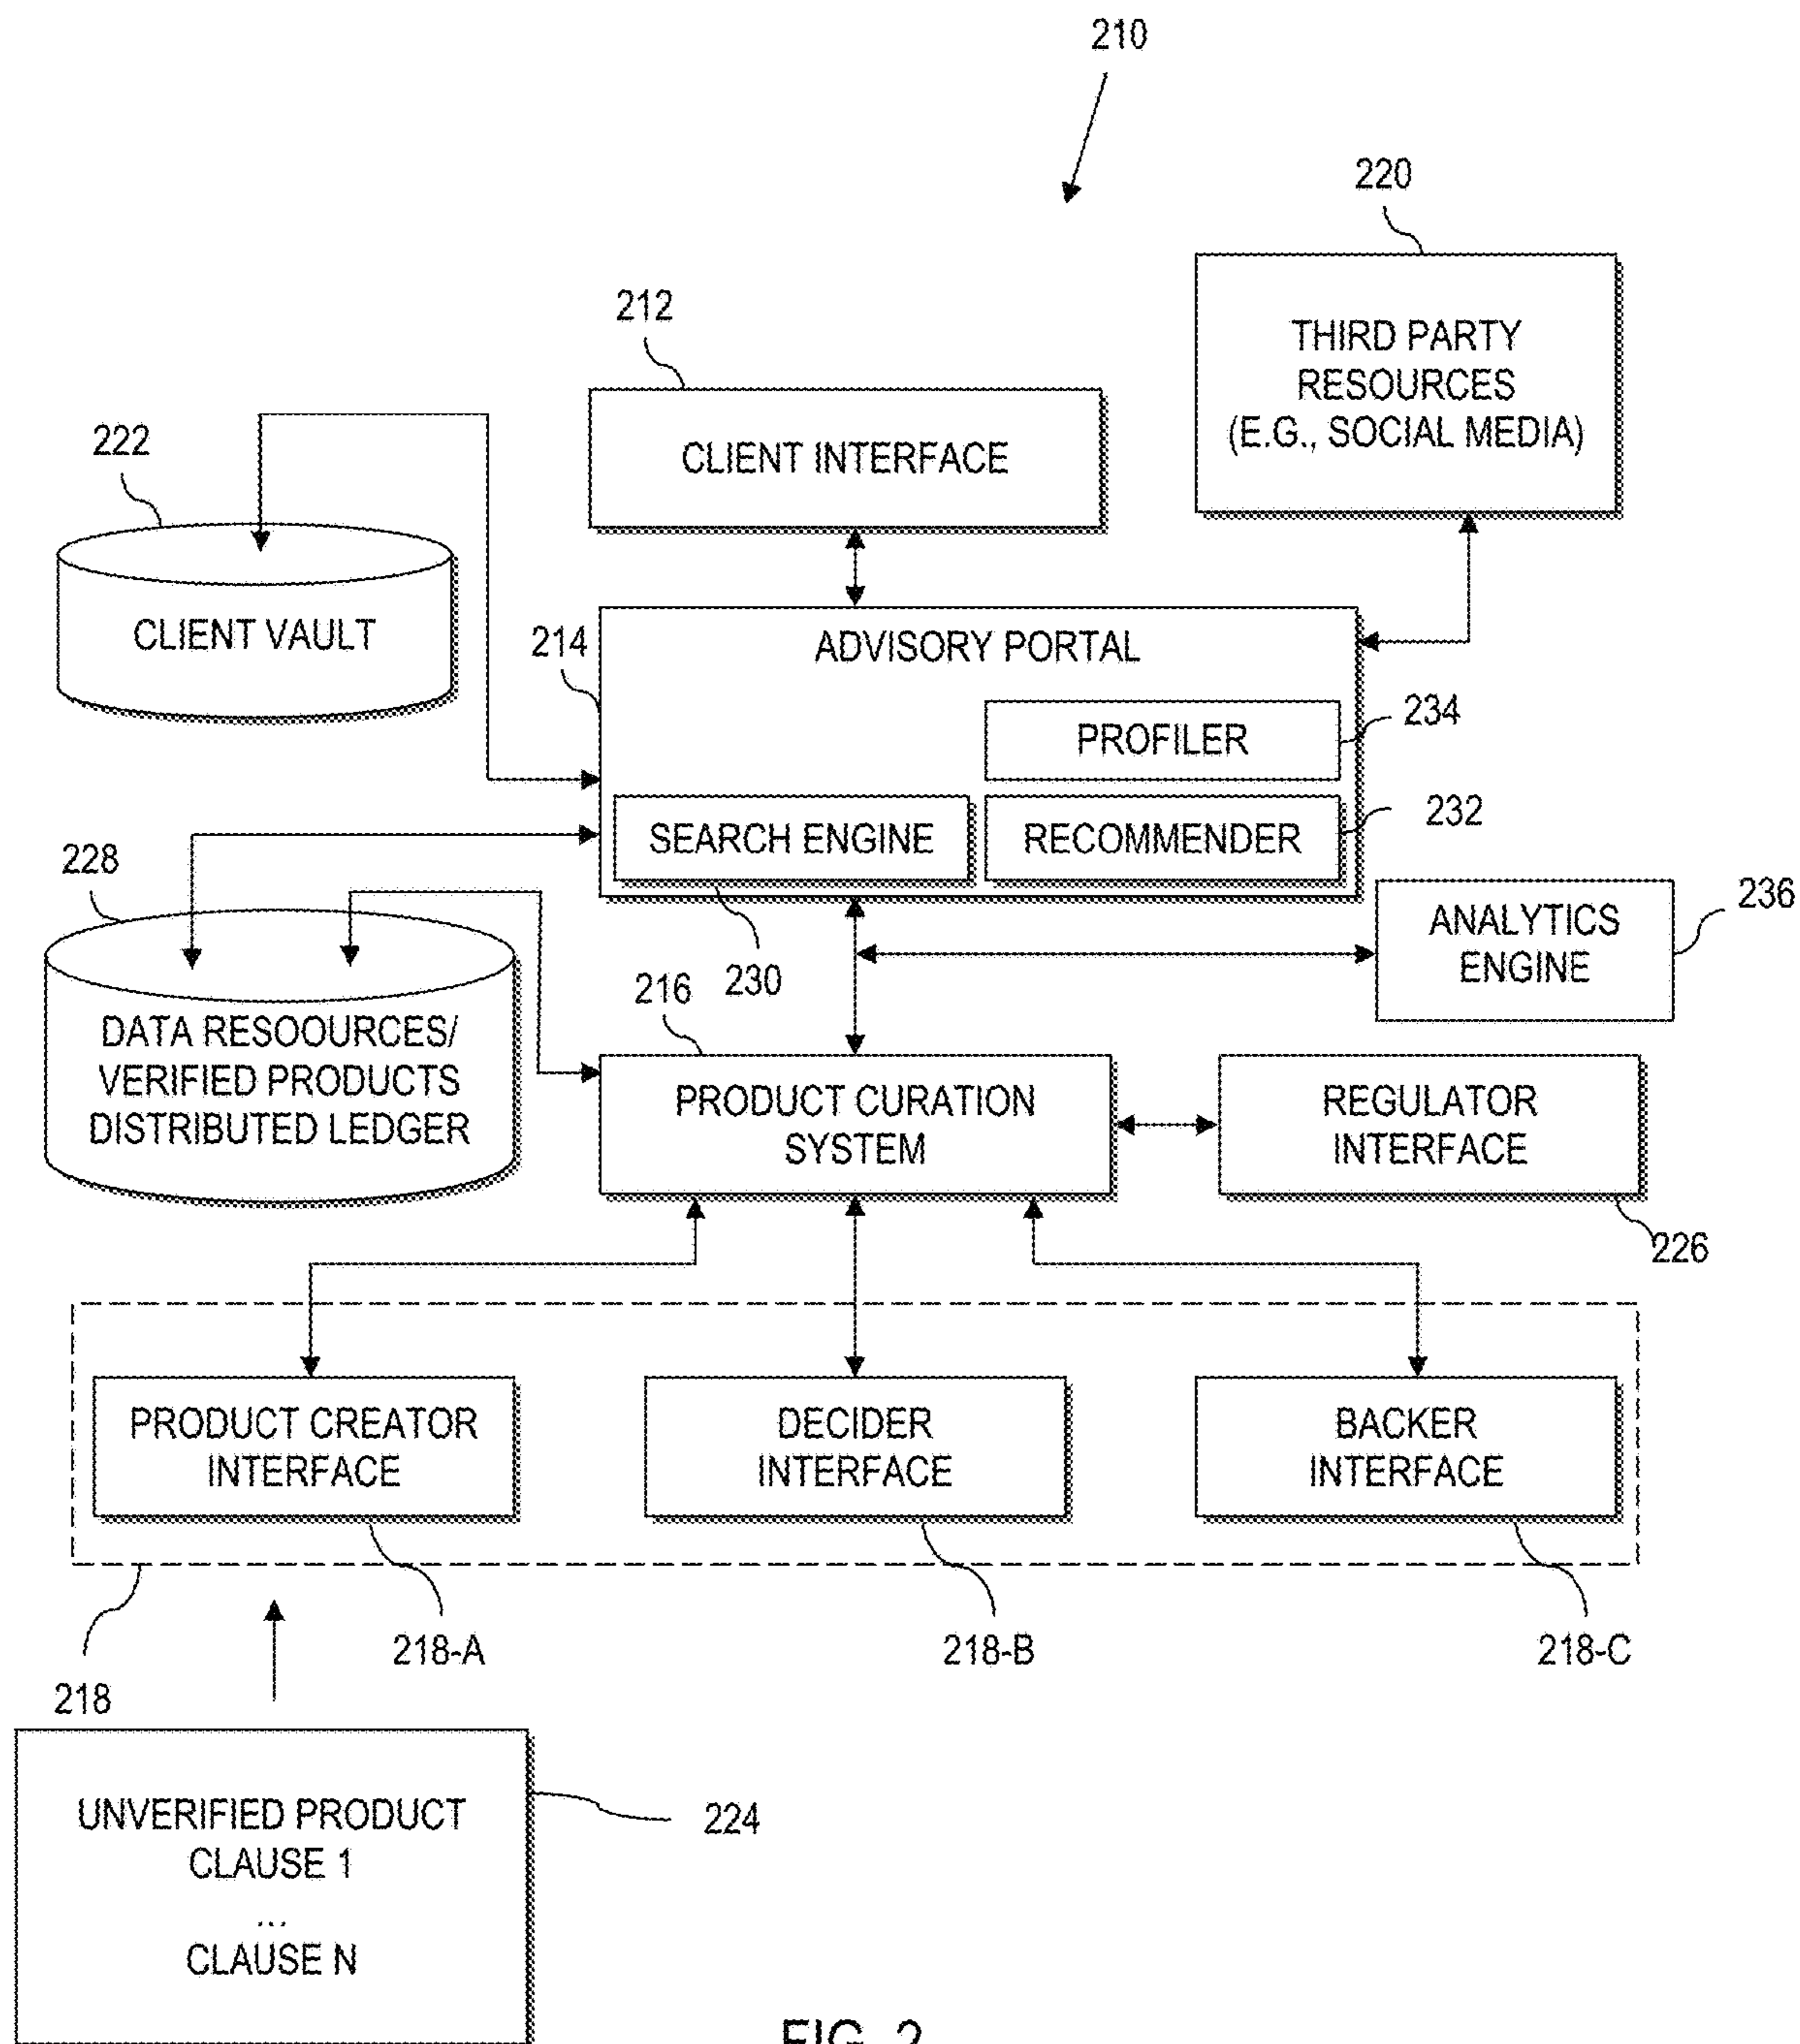 210
220
THIRD PARTY
RESOURCES
(E.G., SOCIAL MEDIA)
212
CLIENT INTERFACE
222
CLIENT VAULT
214
ADVISORY PORTAL
234
PROFILER
232
SEARCH ENGINE
RECOMMENDER
228
236
ANALYTICS
ENGINE
230
216
DATA RESOOURCES/
VERIFIED PRODUCTS
DISTRIBUTED LEDGER
PRODUCT CURATION
SYSTEM
REGULATOR
INTERFACE
226
PRODUCT CREATOR
INTERFACE
DECIDER
INTERFACE
BACKER
INTERFACE
218-A
218-B
218-C
218
UNVERIFIED PRODUCT
CLAUSE 1
...
CLAUSE N
224
FIG. 2